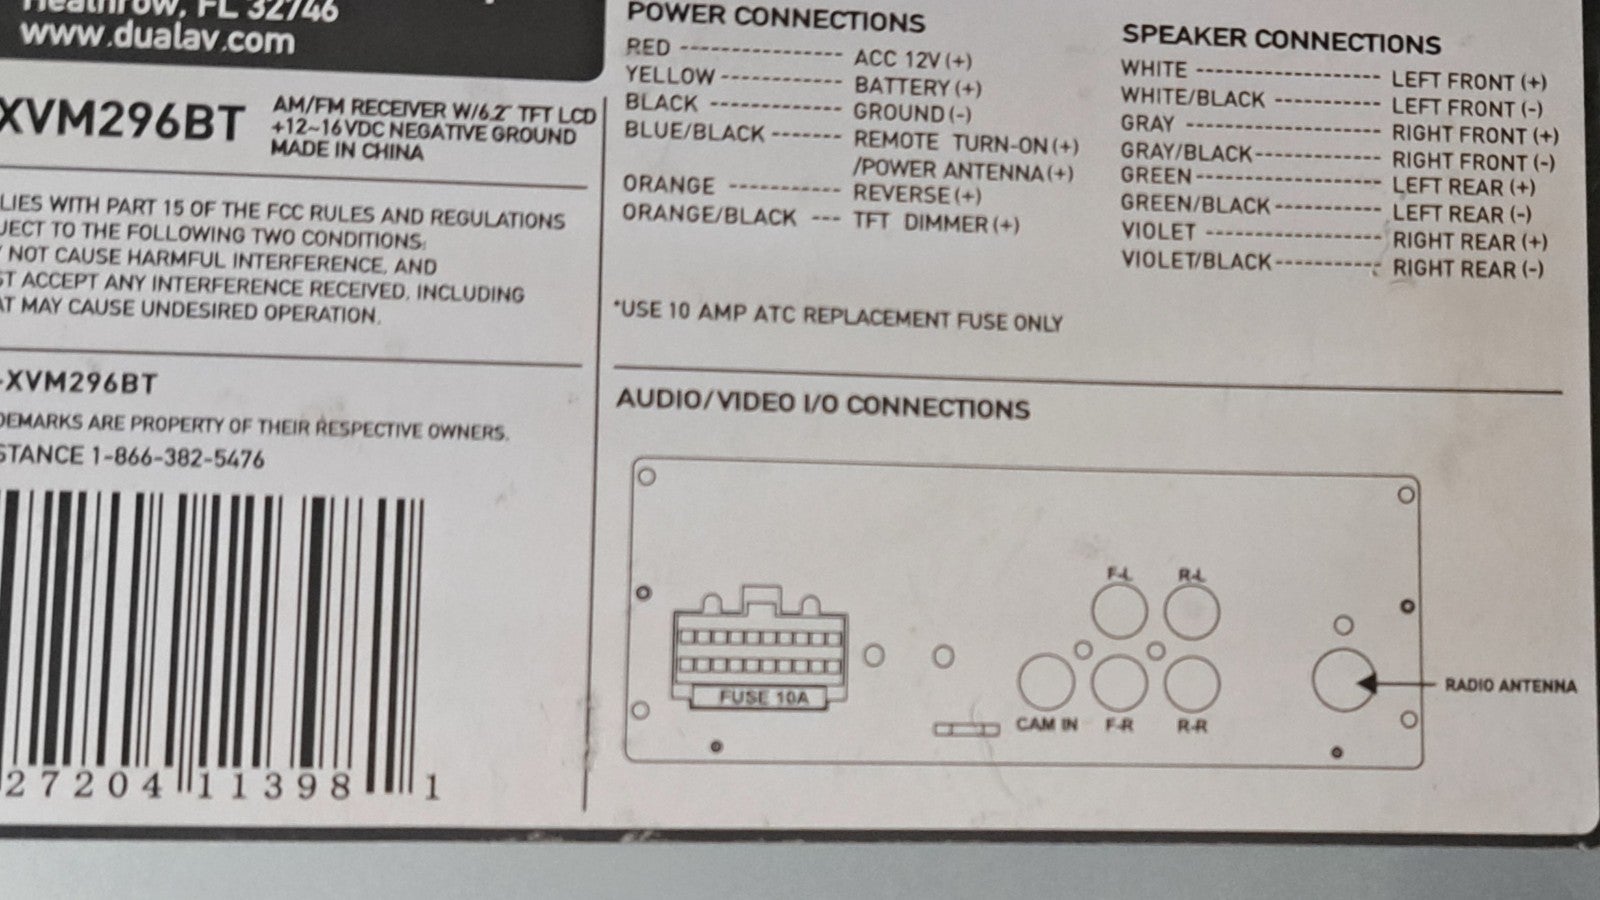 Heathrow, FL 32746
www.dualav.com
XVM296BT
AM/FM RECEIVER W/6.2" TFT LCD
+12~16VDC NEGATIVE GROUND
MADE IN CHINA
LIES WITH PART 15 OF THE FCC RULES AND REGULATIONS
JECT TO THE FOLLOWING TWO CONDITIONS:
NOT CAUSE HARMFUL INTERFERENCE, AND
ST ACCEPT ANY INTERFERENCE RECEIVED, INCLUDING
AT MAY CAUSE UNDESIRED OPERATION.
-XVM296BT
DEMARKS ARE PROPERTY OF THEIR RESPECTIVE OWNERS.
STANCE 1-866-382-5476
27204 11398 1
POWER CONNECTIONS
RED ---------------- ACC 12V (+)
YELLOW ------------ BATTERY (+)
BLACK ------------- GROUND (-)
BLUE/BLACK ------- REMOTE TURN-ON (+)
/POWER ANTENNA (+)
ORANGE ----------- REVERSE (+)
ORANGE/BLACK --- TFT DIMMER (+)
*USE 10 AMP ATC REPLACEMENT FUSE ONLY
SPEAKER CONNECTIONS
WHITE ------------------- LEFT FRONT (+)
WHITE/BLACK ----------- LEFT FRONT (-)
GRAY -------------------- RIGHT FRONT (+)
GRAY/BLACK------------- RIGHT FRONT (-)
GREEN------------------- LEFT REAR (+)
GREEN/BLACK----------- LEFT REAR (-)
VIOLET ------------------ RIGHT REAR (+)
VIOLET/BLACK----------- RIGHT REAR (-)
AUDIO/VIDEO I/O CONNECTIONS
F-L R-L
FUSE 10A
CAM IN F-R R-R
RADIO ANTENNA